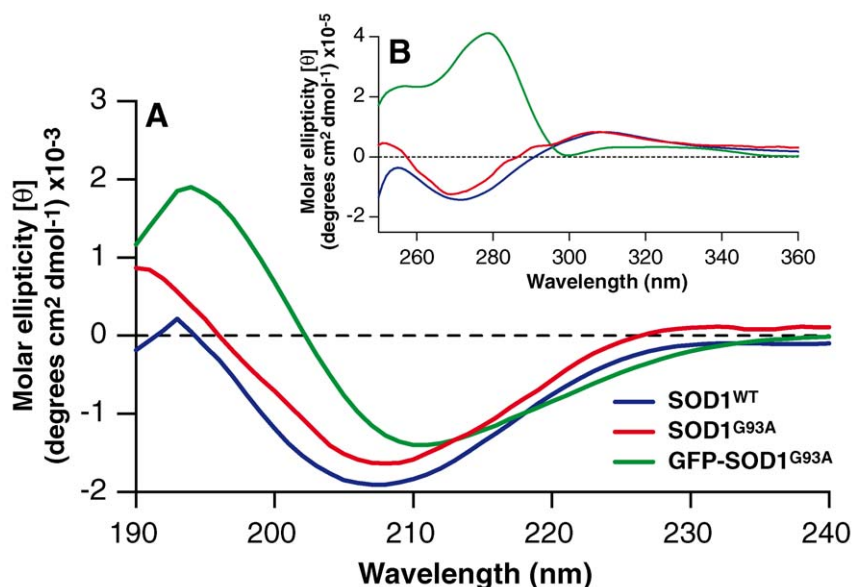 A
Molar ellipticity [θ]
(degrees cm2 dmol-1) x10-3
3
2
1
0
-1
-2
190
200
210
220
230
240
Wavelength (nm)
B
Molar ellipticity [θ]
(degrees cm2 dmol-1) x10-5
4
2
0
-2
260
280
300
320
340
360
Wavelength (nm)
SOD1WT
SOD1G93A
GFP-SOD1G93A